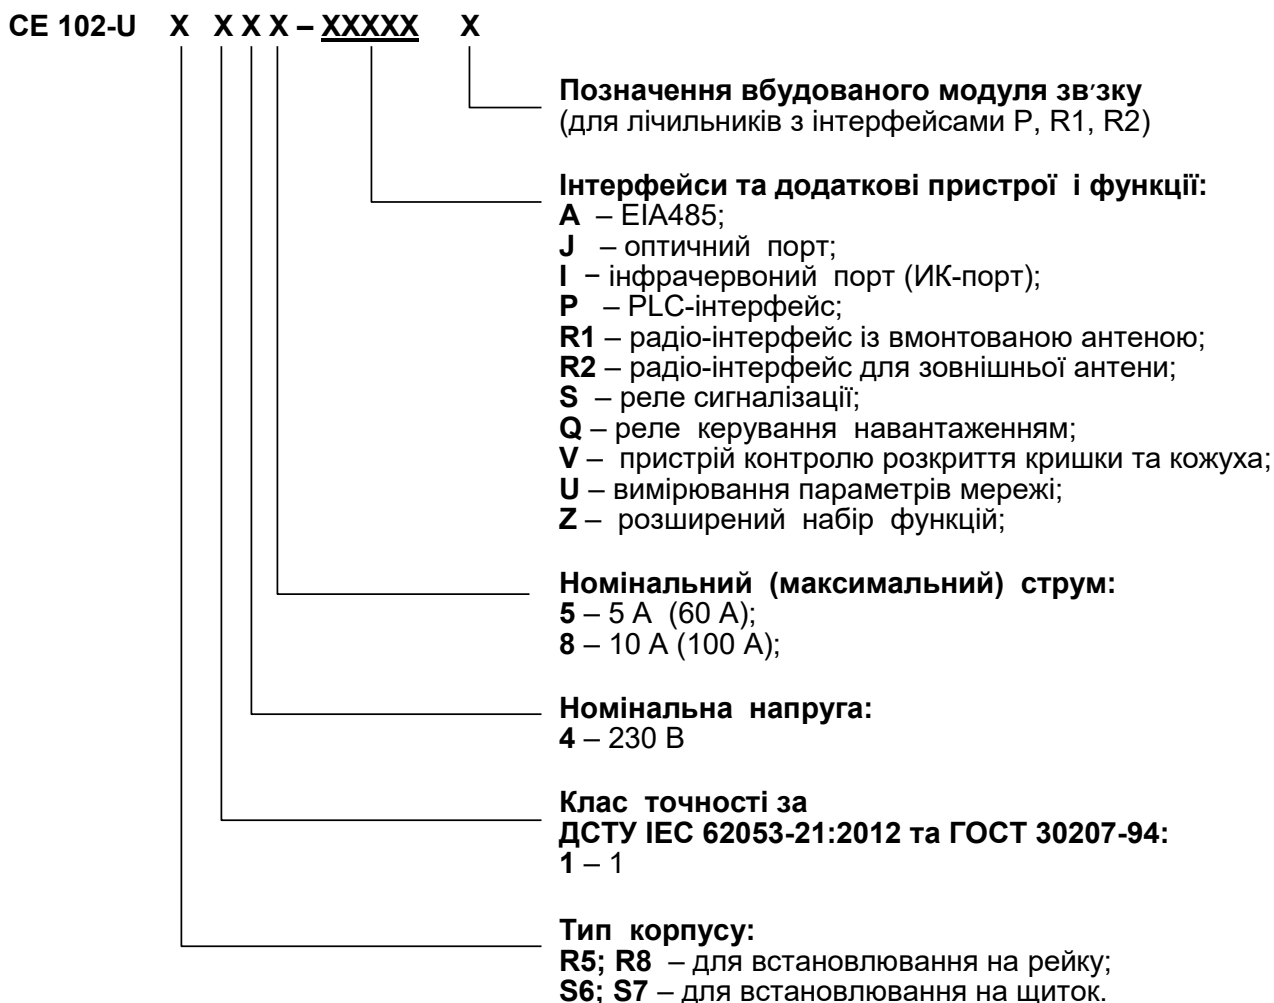 СЕ 102-U X X X X – XXXXX X
Позначення вбудованого модуля зв′зку
(для лічильників з інтерфейсами P, R1, R2)
Інтерфейси та додаткові пристрої і функції:
A – EIA485;
J – оптичний порт;
I − інфрачервоний порт (ИК-порт);
P – PLC-інтерфейс;
R1 – радіо-інтерфейс із вмонтованою антеною;
R2 – радіо-інтерфейс для зовнішньої антени;
S – реле сигналізації;
Q – реле керування навантаженням;
V – пристрій контролю розкриття кришки та кожуха;
U – вимірювання параметрів мережі;
Z – розширений набір функцій;
Номінальний (максимальний) струм:
5 – 5 А (60 А);
8 – 10 А (100 А);
Номінальна напруга:
4 – 230 В
Клас точності за
ДСТУ IEC 62053-21:2012 та ГОСТ 30207-94:
1 – 1
Тип корпусу:
R5; R8 – для встановлювання на рейку;
S6; S7 – для встановлювання на щиток.